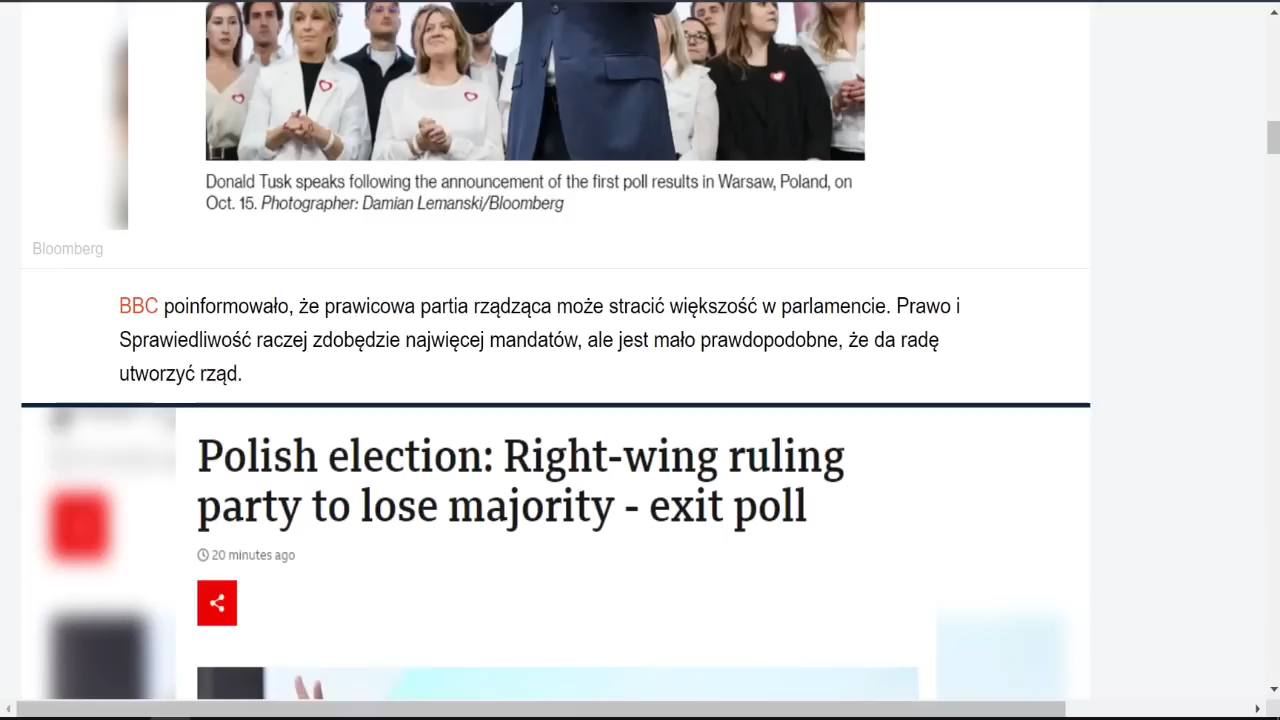 Donald Tusk speaks following the announcement of the first poll results in Warsaw, Poland, on
Oct. 15. Photographer: Damian Lemanski/Bloomberg
Bloomberg
BBC poinformowało, że prawicowa partia rządząca może stracić większość w parlamencie. Prawo i
Sprawiedliwość raczej zdobędzie najwięcej mandatów, ale jest mało prawdopodobne, że da radę
utworzyć rząd.
Polish election: Right-wing ruling
party to lose majority - exit poll
20 minutes ago